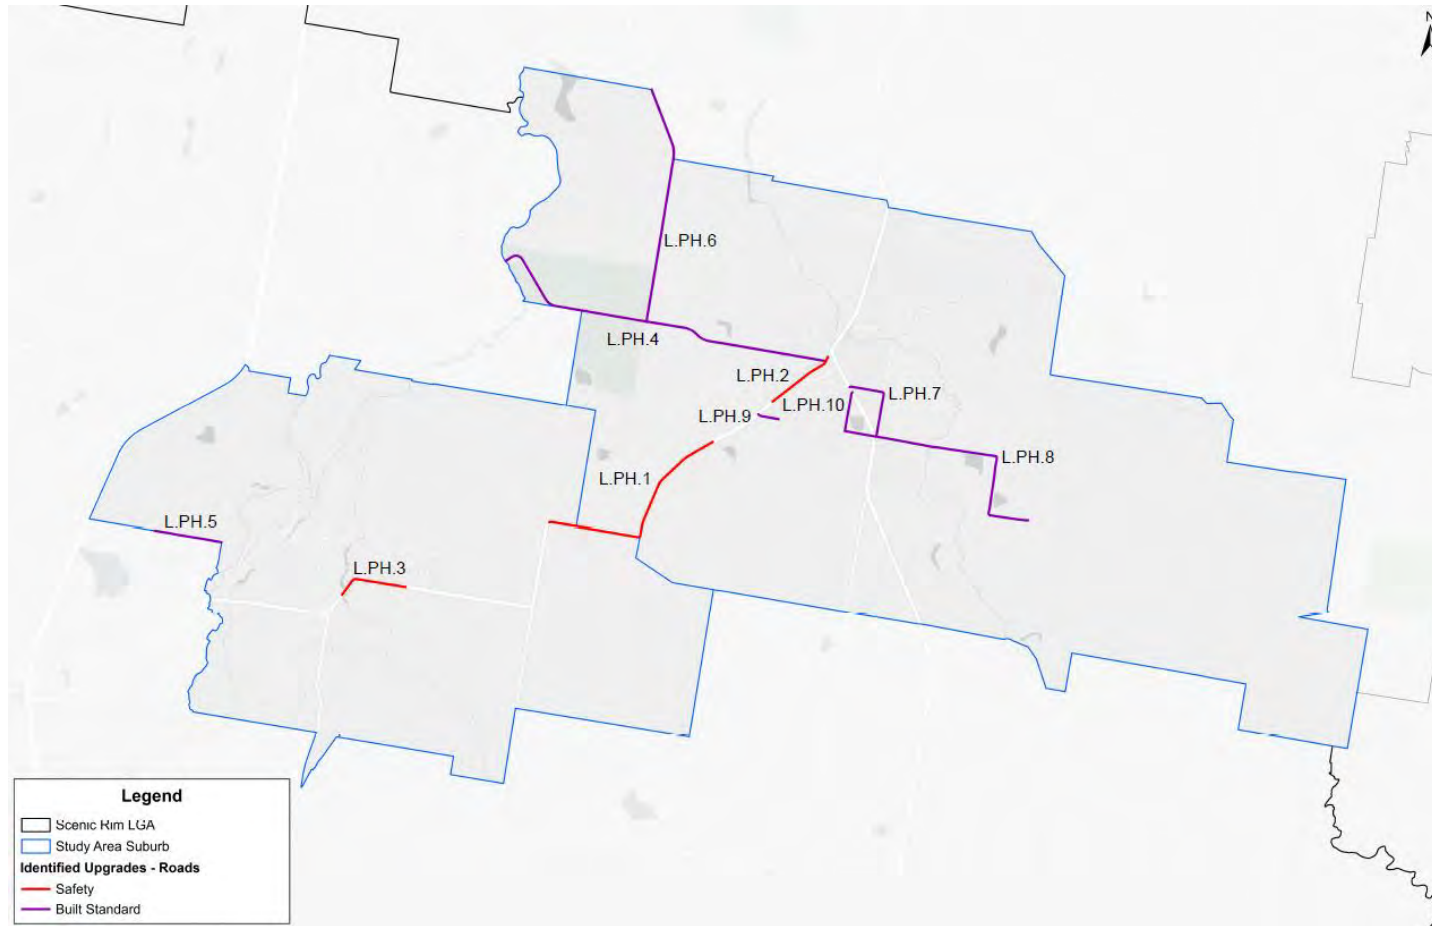 N
L.PH.6
L.PH.4
L.PH.2
L.PH.7
L.PH.10
L.PH.9
L.PH.8
L.PH.1
L.PH.5
L.PH.3
Legend
Scenic Rim LGA
Study Area Suburb
Identified Upgrades - Roads
Safety
Built Standard